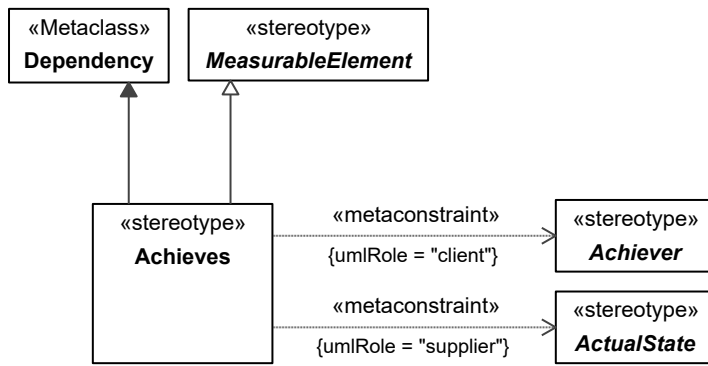 «Metaclass»
Dependency
«stereotype»
MeasurableElement
«stereotype»
Achieves
«metaconstraint»
{umlRole = "client"}
«stereotype»
Achiever
«metaconstraint»
{umlRole = "supplier"}
«stereotype»
ActualState